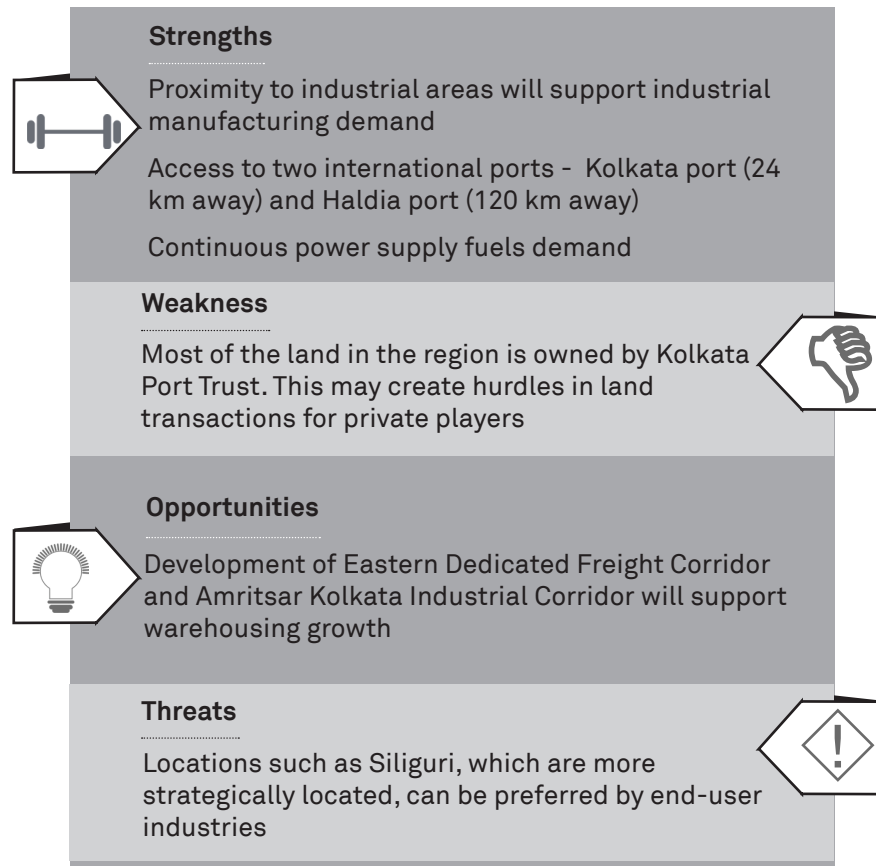 Strengths
Proximity to industrial areas will support industrial
manufacturing demand
Access to two international ports - Kolkata port (24
km away) and Haldia port (120 km away)
Continuous power supply fuels demand
Weakness
Most of the land in the region is owned by Kolkata
Port Trust. This may create hurdles in land
transactions for private players
Opportunities
Development of Eastern Dedicated Freight Corridor
and Amritsar Kolkata Industrial Corridor will support
warehousing growth
Threats
Locations such as Siliguri, which are more
strategically located, can be preferred by end-user
industries